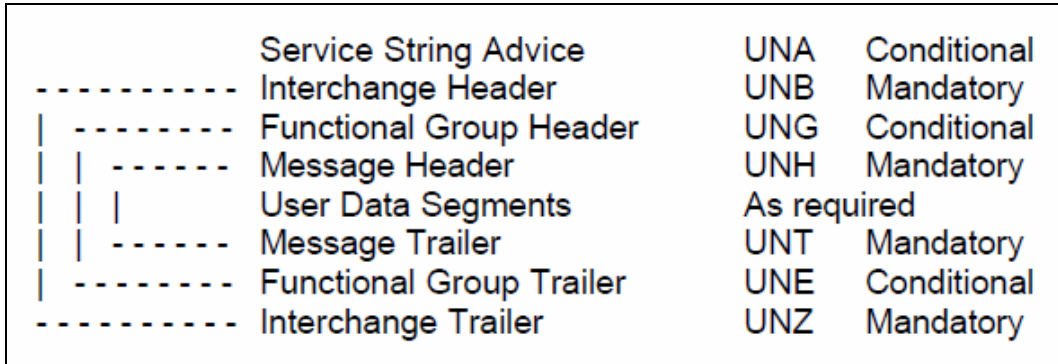 Service String Advice UNA Conditional
- - - - - - - - - - Interchange Header UNB Mandatory
| - - - - - - - - Functional Group Header UNG Conditional
| | - - - - - - Message Header UNH Mandatory
| | | User Data Segments As required
| | - - - - - - Message Trailer UNT Mandatory
| - - - - - - - - Functional Group Trailer UNE Conditional
- - - - - - - - - - Interchange Trailer UNZ Mandatory